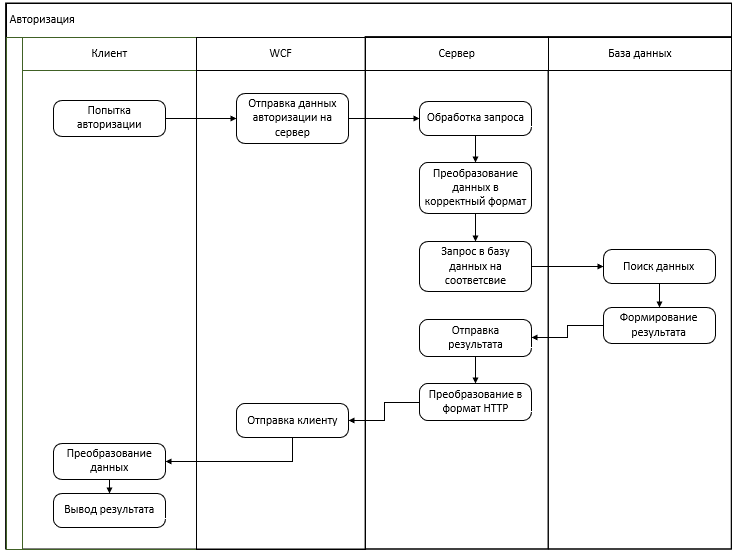 Авторизация
Клиент
WCF
Сервер
База данных
Попытка
авторизации
Отправка данных
авторизации на
сервер
Обработка запроса
Преобразование
данных в
корректный формат
Запрос в базу
данных на
соответсвие
Поиск данных
Формирование
результата
Отправка
результата
Преобразование в
формат HTTP
Отправка клиенту
Преобразование
данных
Вывод результата